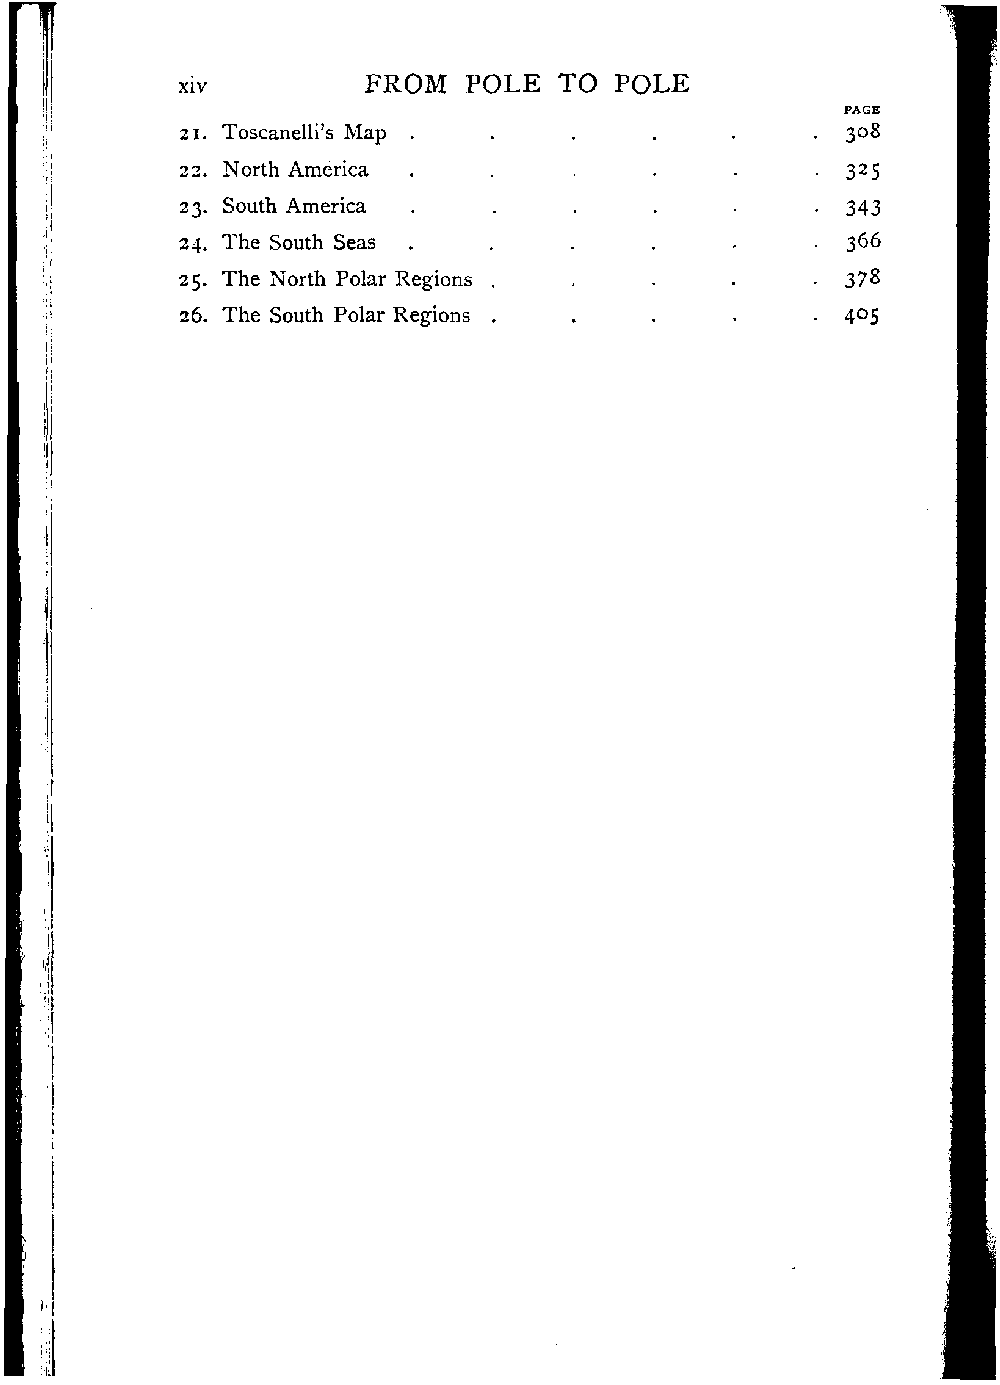 xiv FROM POLE TO POLE
PAGE
21. Toscanelli's Map . . . . . . 308
22. North America . . . . . . 325
23. South America . . . . . . 343
24. The South Seas . . . . . . 366
25. The North Polar Regions . . . . . 378
26. The South Polar Regions . . . . . 405